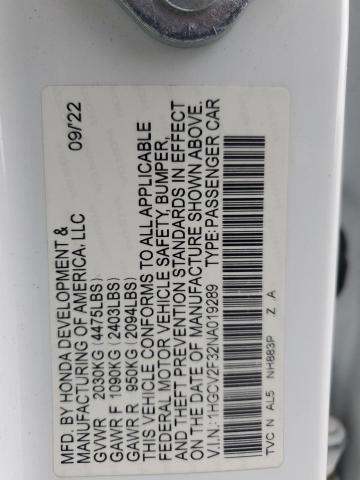 MFD. BY HONDA DEVELOPMENT & 09/22
MANUFACTURING OF AMERICA, LLC
GVWR 2030KG (4475LBS)
GAWR F 1090KG (2403LBS)
GAWR R 950KG (2094LBS)
THIS VEHICLE CONFORMS TO ALL APPLICABLE
FEDERAL MOTOR VEHICLE SAFETY, BUMPER,
AND THEFT PREVENTION STANDARDS IN EFFECT
ON THE DATE OF MANUFACTURE SHOWN ABOVE.
V.I.N.: 1HGCV2F32NA019289 TYPE: PASSENGER CAR
TVC N AL5 NH883P Z A